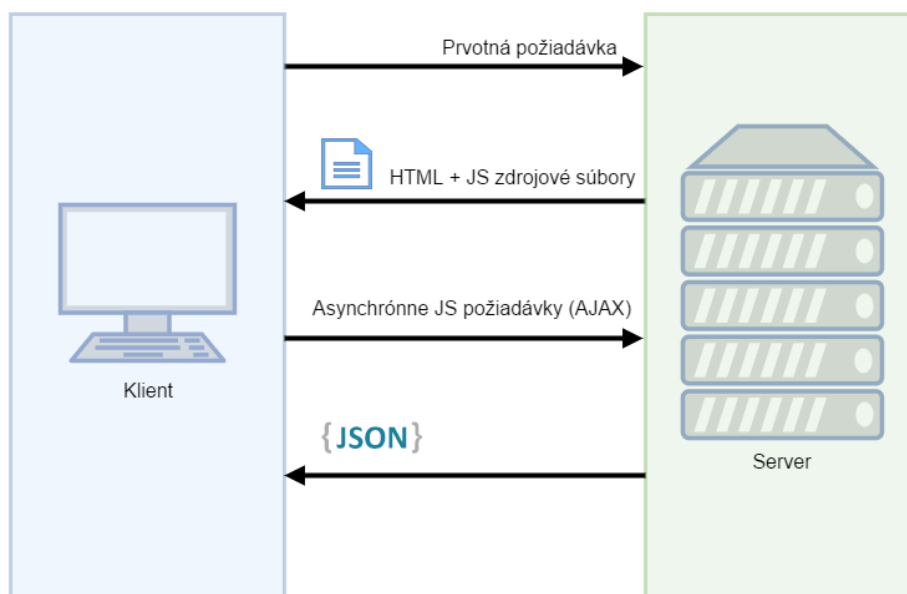 Prvotná požiadávka
HTML + JS zdrojové súbory
Asynchrónne JS požiadávky (AJAX)
Klient
{JSON}
Server